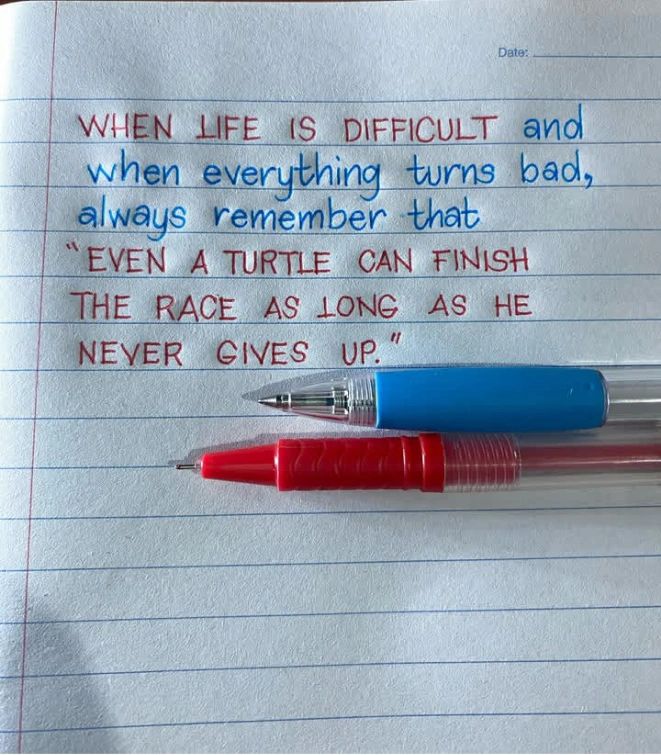 Date:
WHEN LIFE IS DIFFICULT and
when everything turns bad,
always remember that
"EVEN A TURTLE CAN FINISH
THE RACE AS LONG AS HE
NEVER GIVES UP."